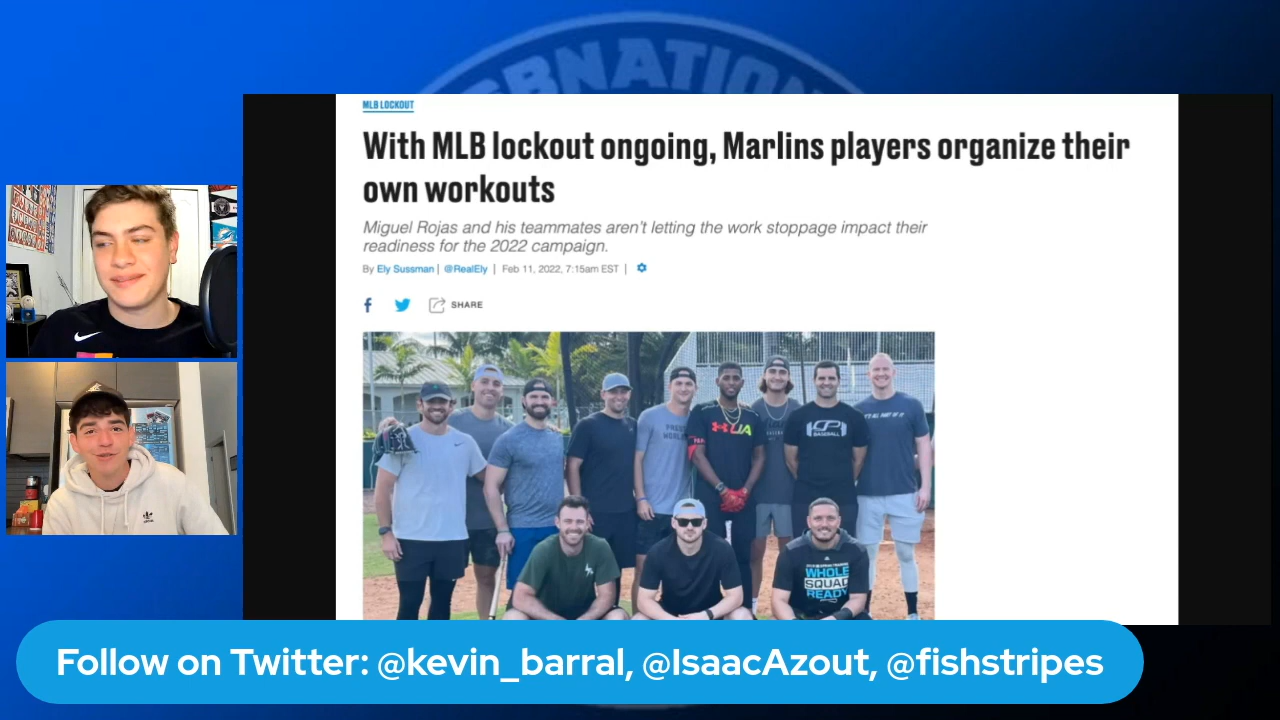 MLB LOCKOUT
With MLB lockout ongoing, Marlins players organize their
own workouts
Miguel Rojas and his teammates aren't letting the work stoppage impact their
readiness for the 2022 campaign.
By Ely Sussman | @RealEly | Feb 11, 2022, 7:15am EST |
SHARE
BASEBALL
WHOLE
SQUAD
READY
Follow on Twitter: @kevin_barral, @IsaacAzout, @fishstripes